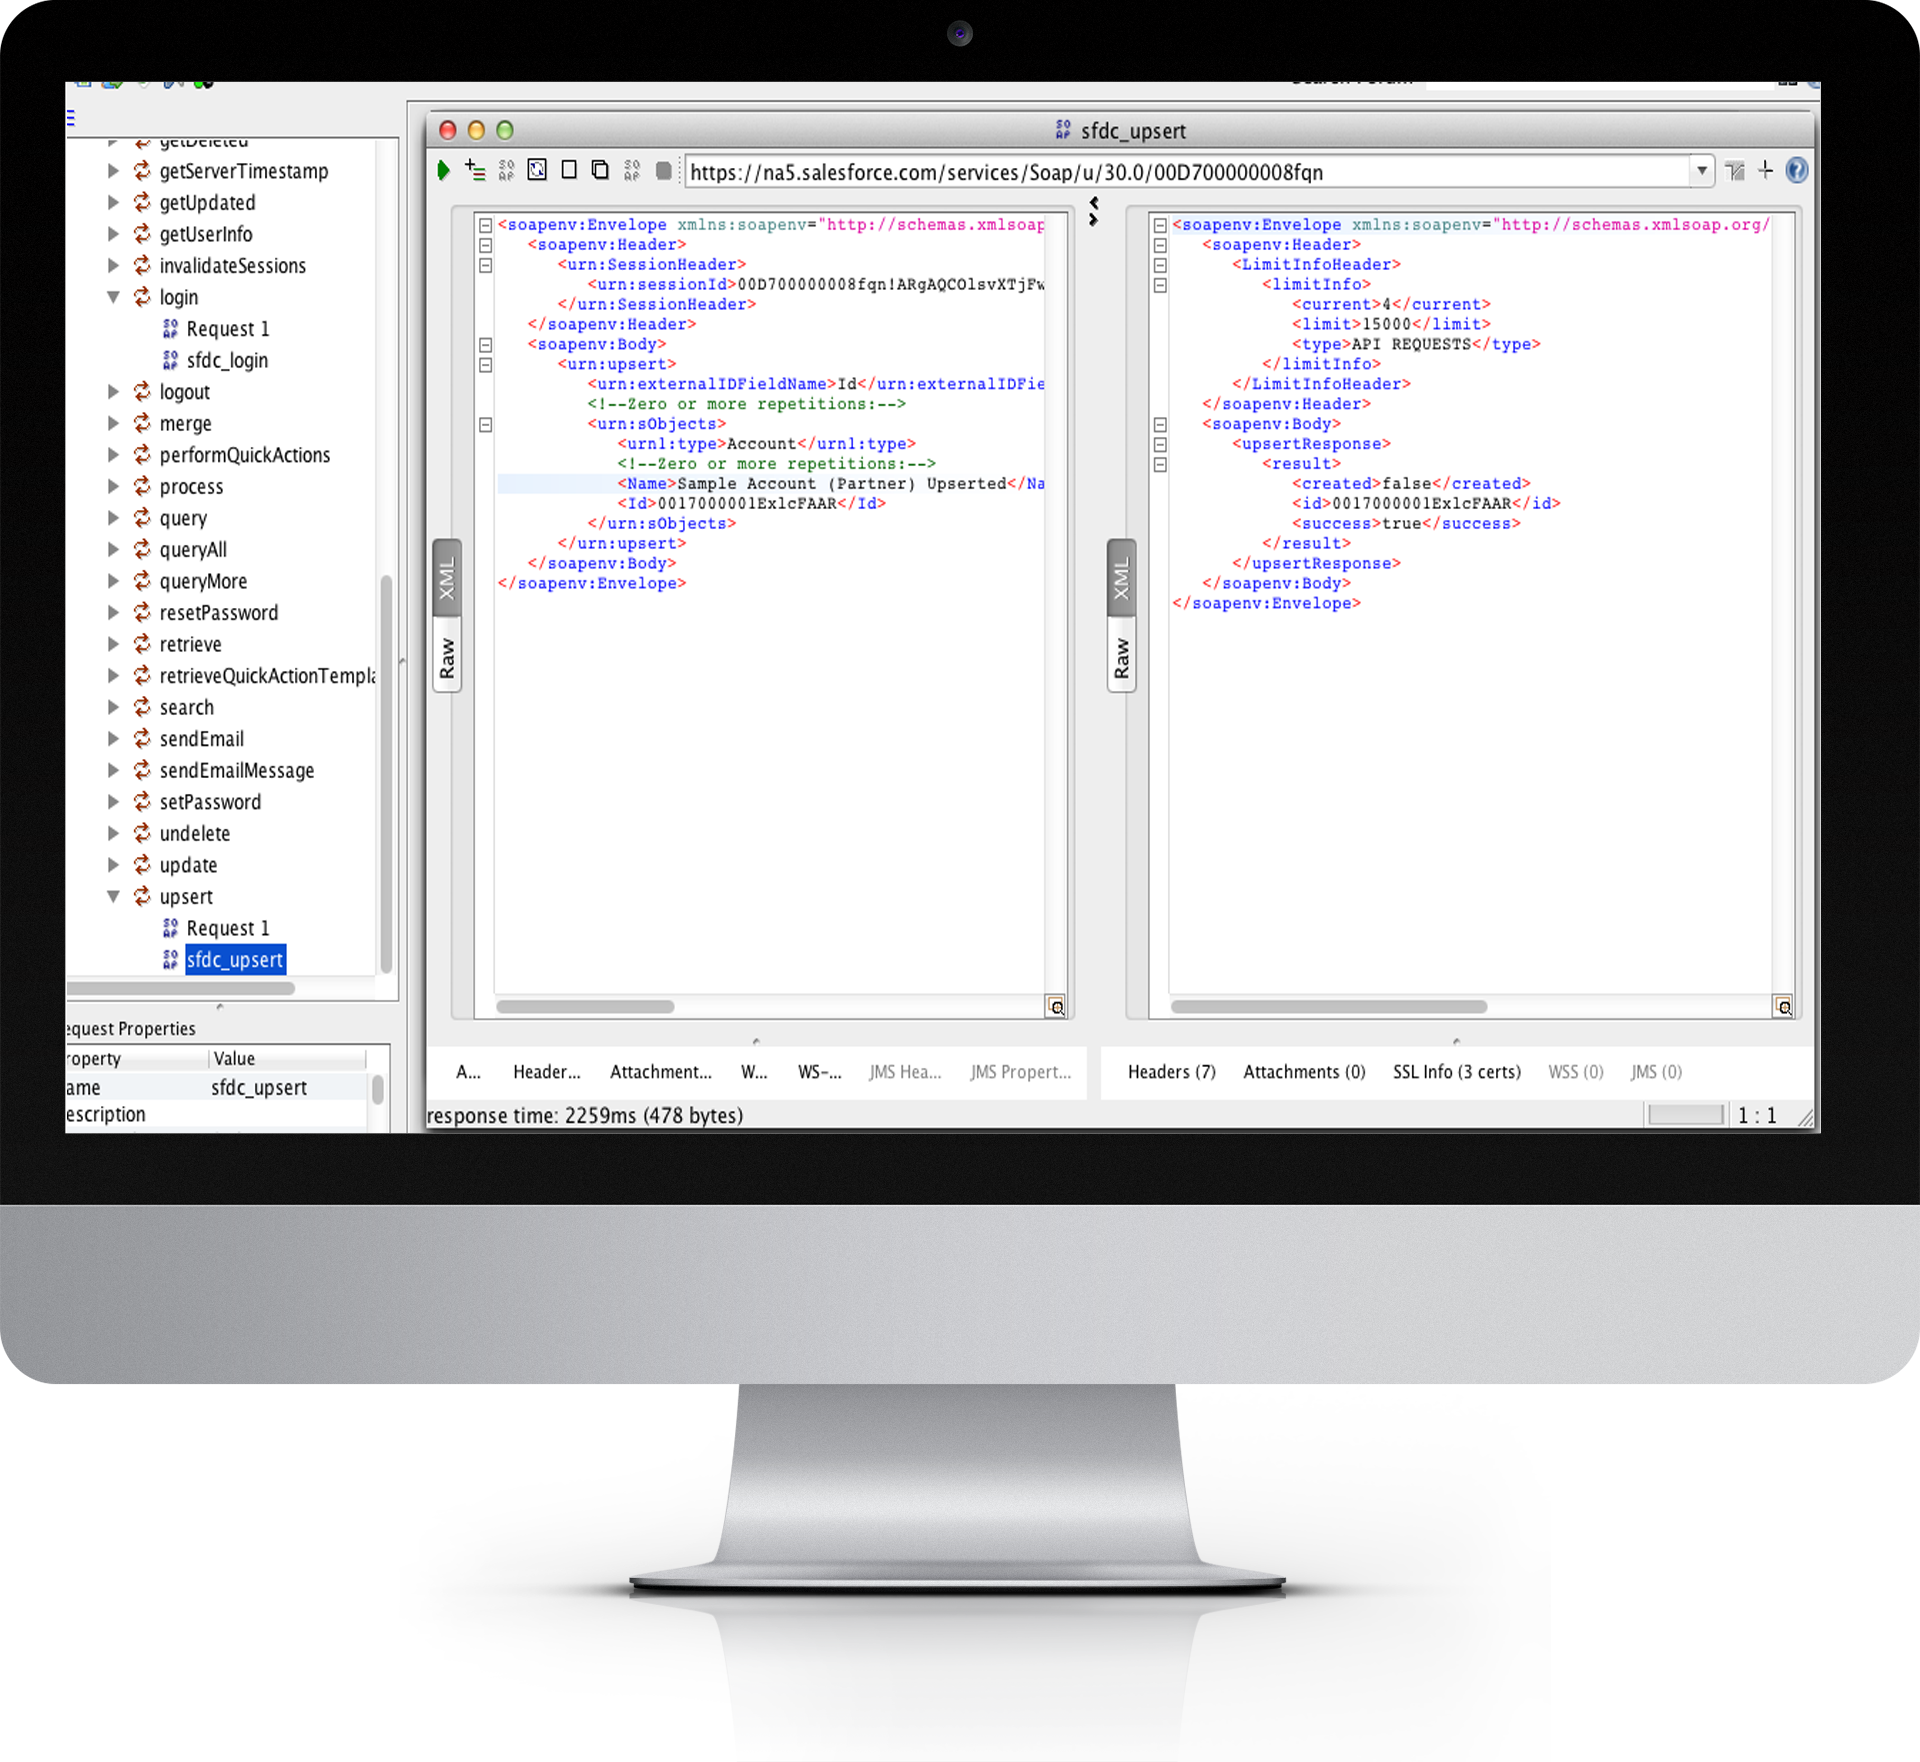 getDeleted
getServerTimestamp
getUpdated
getUserInfo
invalidateSessions
login
Request 1
sfdc_login
logout
merge
performQuickActions
process
query
queryAll
queryMore
resetPassword
retrieve
retrieveQuickActionTempla
search
sendEmail
sendEmailMessage
setPassword
undelete
update
upsert
Request 1
sfdc_upsert
equest Properties
roperty Value
ame sfdc_upsert
escription
Search Forum
sfdc_upsert
https://na5.salesforce.com/services/Soap/u/30.0/00D700000008fqn
XML
Raw
<soapenv:Envelope xmlns:soapenv="http://schemas.xmlsoap
<soapenv:Header>
<urn:SessionHeader>
<urn:sessionId>00D700000008fqn!ARgAQCOlsvXTjFw
</urn:SessionHeader>
</soapenv:Header>
<soapenv:Body>
<urn:upsert>
<urn:externalIDFieldName>Id</urn:externalIDFie
<!--Zero or more repetitions:-->
<urn:sObjects>
<urn1:type>Account</urn1:type>
<!--Zero or more repetitions:-->
<Name>Sample Account (Partner) Upserted</Na
<Id>0017000001ExlcFAAR</Id>
</urn:sObjects>
</urn:upsert>
</soapenv:Body>
</soapenv:Envelope>
XML
Raw
<soapenv:Envelope xmlns:soapenv="http://schemas.xmlsoap.org/
<soapenv:Header>
<LimitInfoHeader>
<limitInfo>
<current>4</current>
<limit>15000</limit>
<type>API REQUESTS</type>
</limitInfo>
</LimitInfoHeader>
</soapenv:Header>
<soapenv:Body>
<upsertResponse>
<result>
<created>false</created>
<id>0017000001ExlcFAAR</id>
<success>true</success>
</result>
</upsertResponse>
</soapenv:Body>
</soapenv:Envelope>
A... Header... Attachment... W... WS-... JMS Hea... JMS Propert...
Headers (7) Attachments (0) SSL Info (3 certs) WSS (0) JMS (0)
response time: 2259ms (478 bytes)
1 : 1